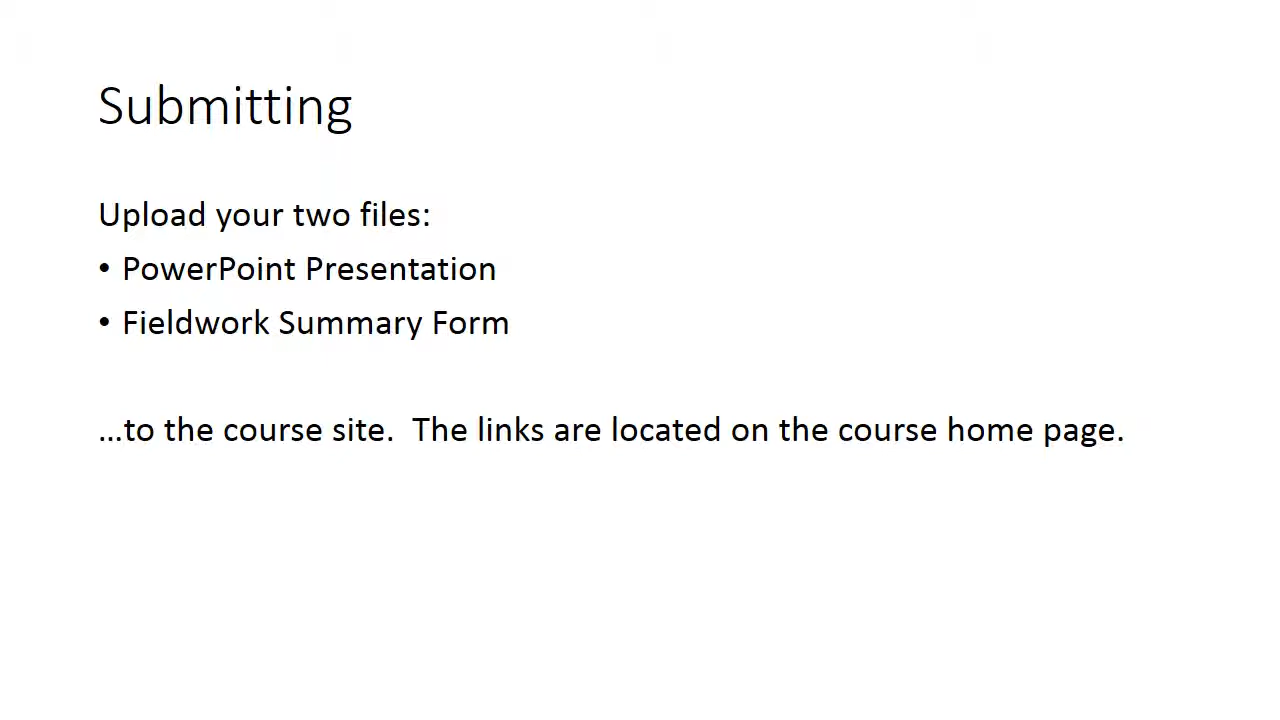 Submitting
Upload your two files:
• PowerPoint Presentation
• Fieldwork Summary Form
...to the course site.  The links are located on the course home page.